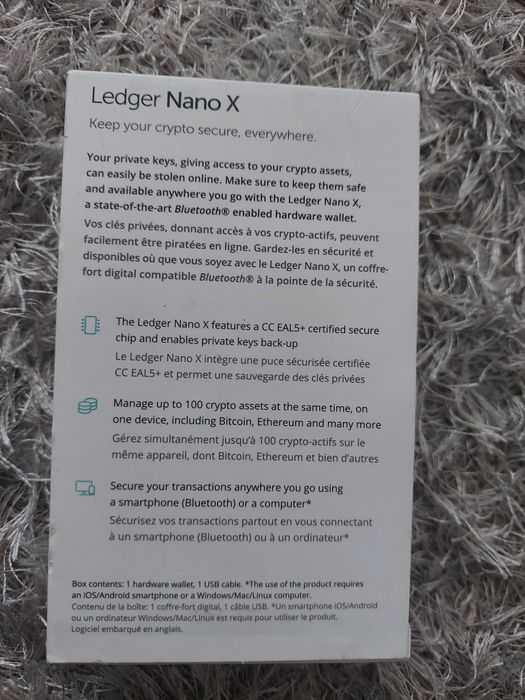 Ledger Nano X
Keep your crypto secure, everywhere.
Your private keys, giving access to your crypto assets,
can easily be stolen online. Make sure to keep them safe
and available anywhere you go with the Ledger Nano X,
a state-of-the-art Bluetooth® enabled hardware wallet.
Vos clés privées, donnant accès à vos crypto-actifs, peuvent
facilement être piratées en ligne. Gardez-les en sécurité et
disponibles où que vous soyez avec le Ledger Nano X, un coffre-
fort digital compatible Bluetooth® à la pointe de la sécurité.
The Ledger Nano X features a CC EAL5+ certified secure
chip and enables private keys back-up
Le Ledger Nano X intègre une puce sécurisée certifiée
CC EAL5+ et permet une sauvegarde des clés privées
Manage up to 100 crypto assets at the same time, on
one device, including Bitcoin, Ethereum and many more
Gérez simultanément jusqu'à 100 crypto-actifs sur le
même appareil, dont Bitcoin, Ethereum et bien d'autres
Secure your transactions anywhere you go using
a smartphone (Bluetooth) or a computer*
Sécurisez vos transactions partout en vous connectant
à un smartphone (Bluetooth) ou à un ordinateur*
Box contents: 1 hardware wallet, 1 USB cable. *The use of the product requires
an iOS/Android smartphone or a Windows/Mac/Linux computer.
Contenu de la boîte: 1 coffre-fort digital, 1 câble USB. *Un smartphone iOS/Android
ou un ordinateur Windows/Mac/Linux est requis pour utiliser le produit.
Logiciel embarqué en anglais.